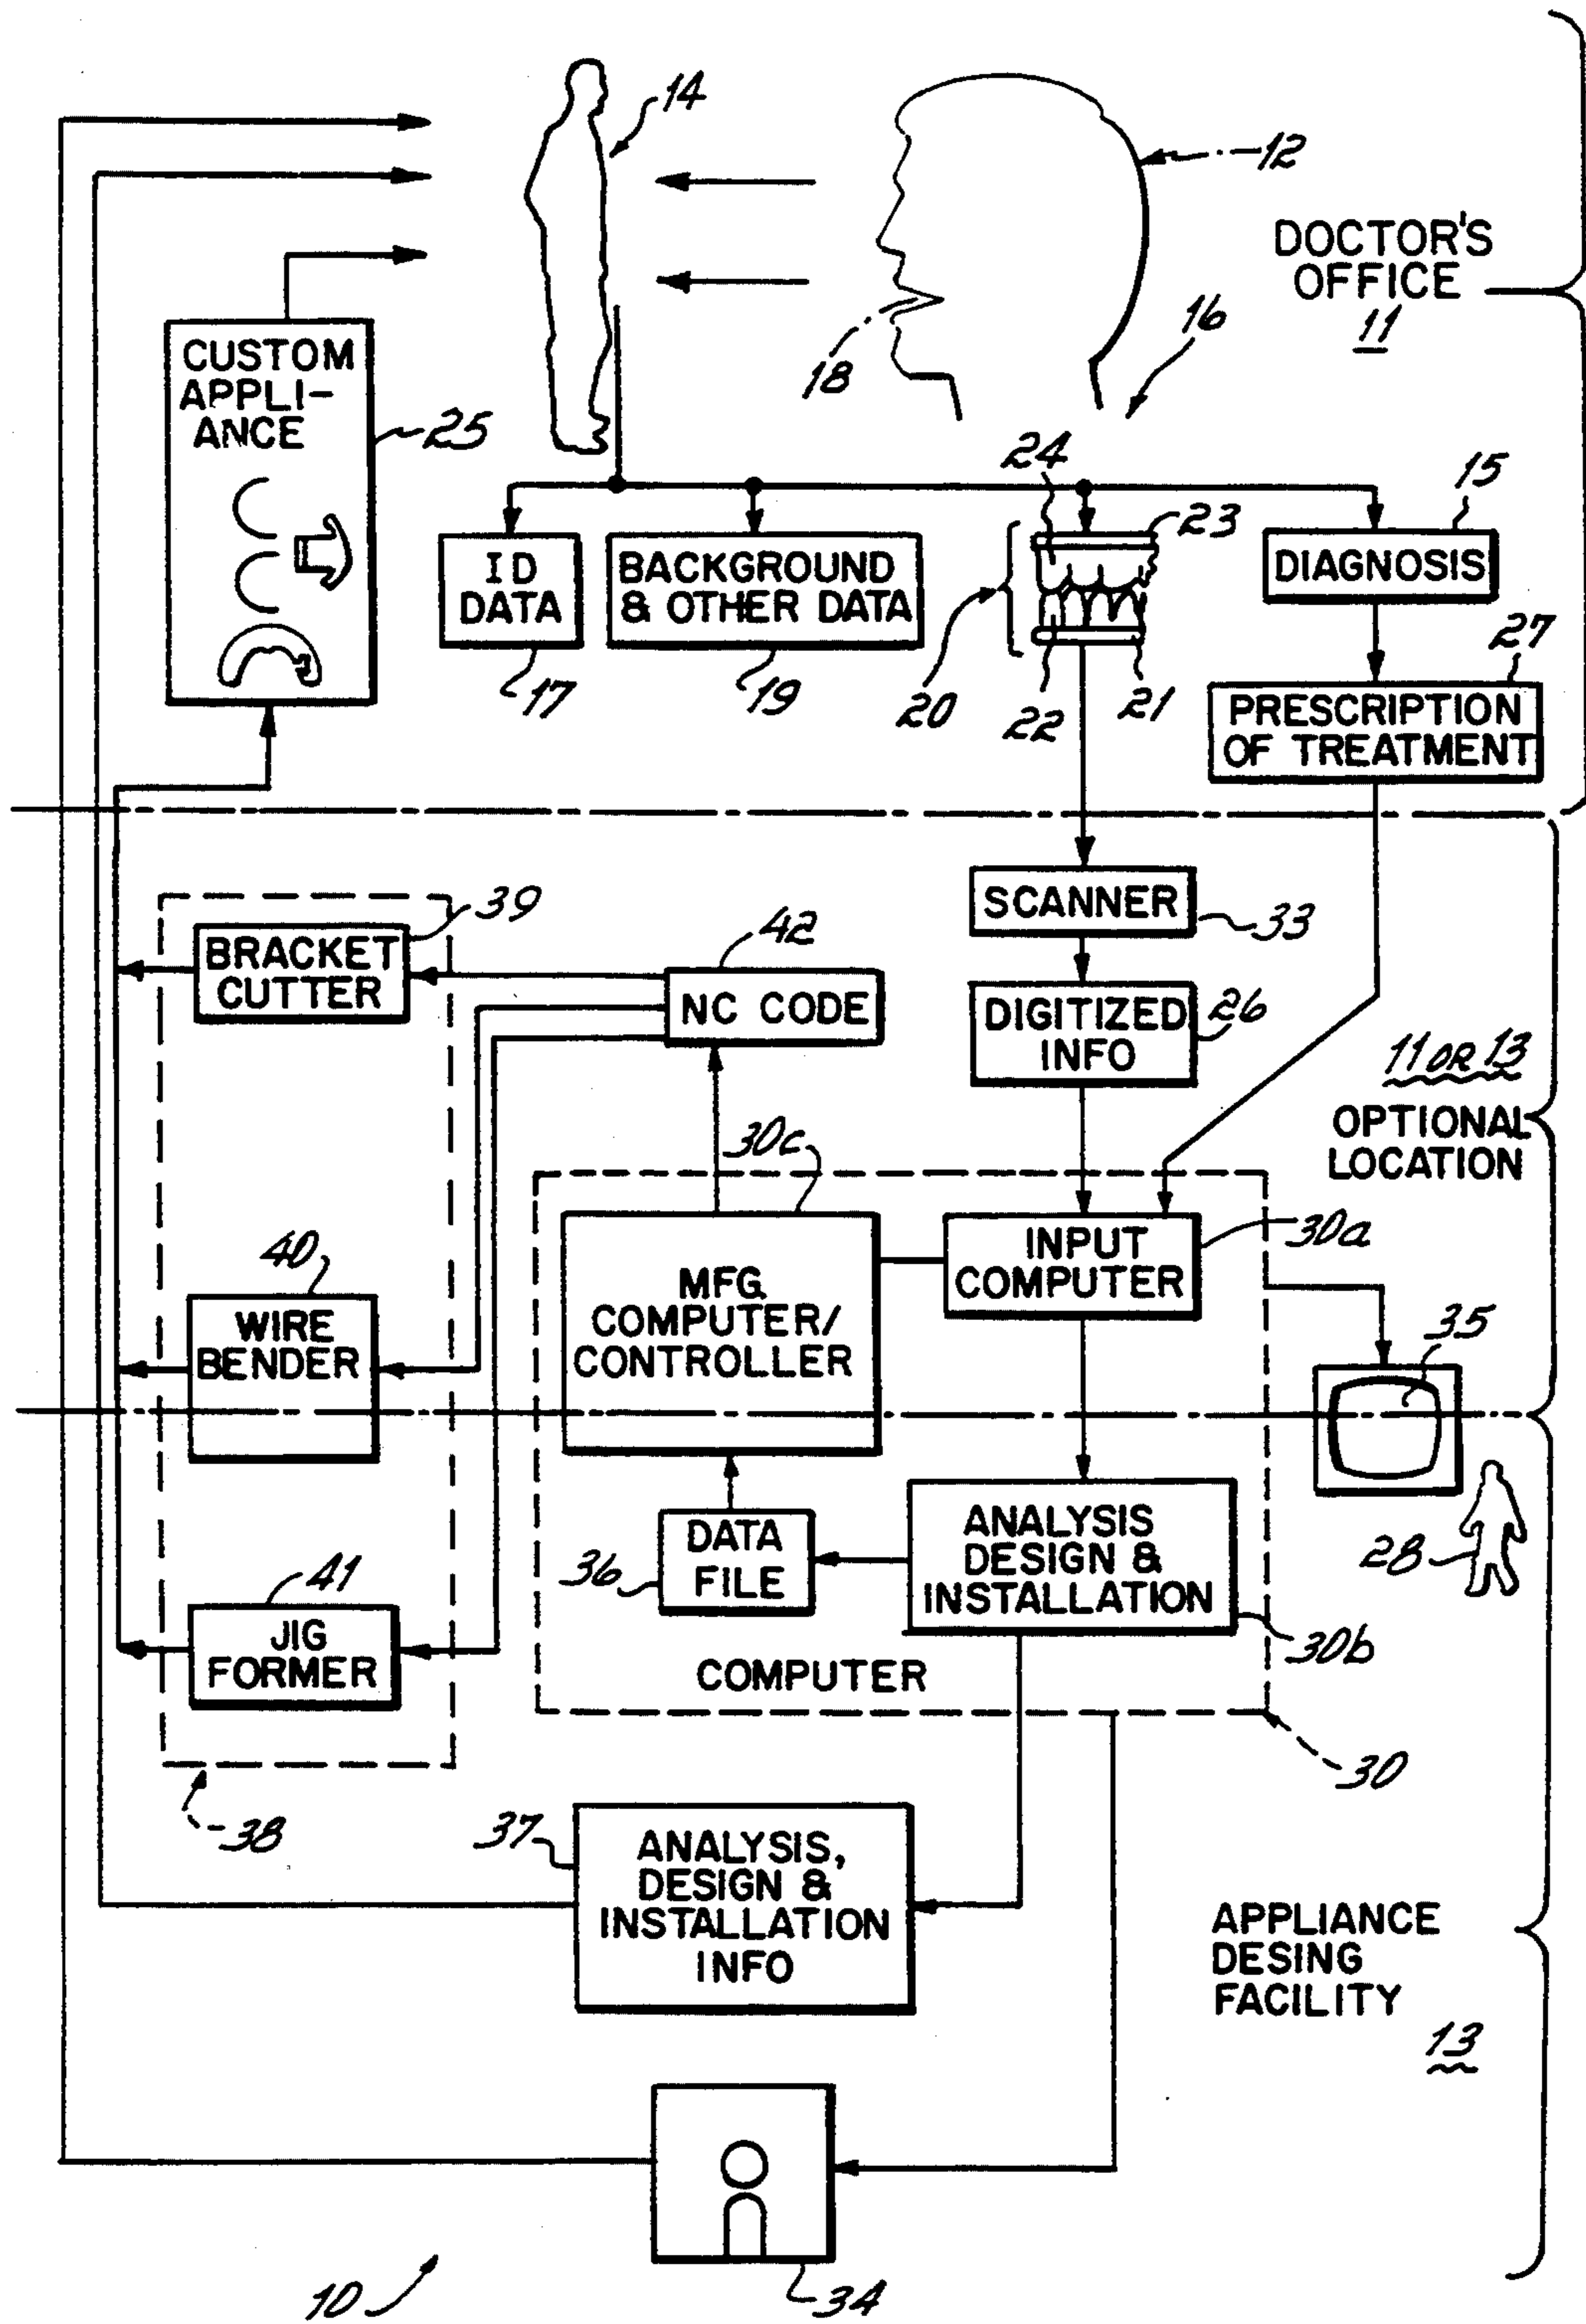 14
12
DOCTOR'S
OFFICE
11
16
18
CUSTOM
APPLI-
ANCE
25
24
15
23
ID
DATA
BACKGROUND
& OTHER DATA
DIAGNOSIS
20
17
19
22
21
27
PRESCRIPTION
OF TREATMENT
39
BRACKET
CUTTER
42
NC CODE
SCANNER
33
DIGITIZED
INFO
26
11 OR 13
OPTIONAL
LOCATION
30c
30a
40
WIRE
BENDER
MFG.
COMPUTER/
CONTROLLER
INPUT
COMPUTER
35
28
36
DATA
FILE
ANALYSIS
DESIGN &
INSTALLATION
30b
41
JIG
FORMER
COMPUTER
30
38
37
ANALYSIS,
DESIGN &
INSTALLATION
INFO
APPLIANCE
DESING
FACILITY
13
10
34